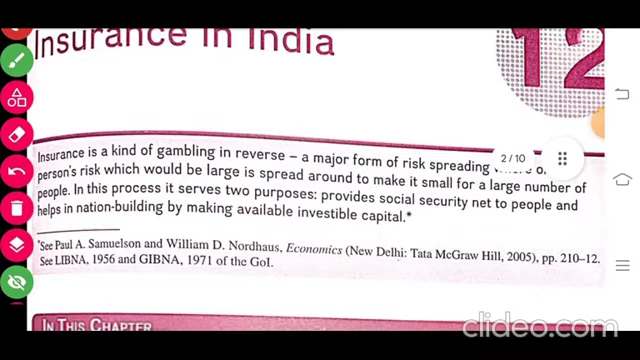 Insurance in India
12
Insurance is a kind of gambling in reverse – a major form of risk spreading
2/10
person's risk which would be large is spread around to make it small for a large number of
people. In this process it serves two purposes: provides social security net to people and
helps in nation-building by making available investible capital.*
*See Paul A. Samuelson and William D. Nordhaus, Economics (New Delhi: Tata McGraw Hill, 2005), pp. 210–12.
See LIBNA, 1956 and GIBNA, 1971 of the GoI.
IN THIS CHAPTER
clideo.com